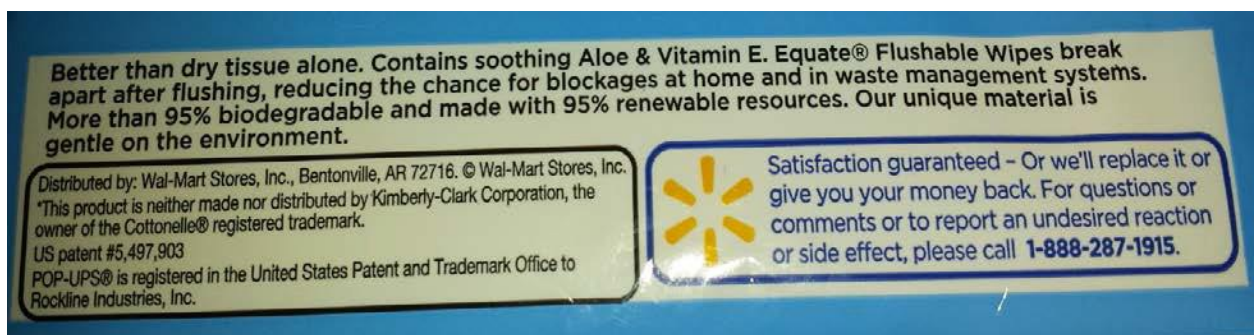 Better than dry tissue alone. Contains soothing Aloe & Vitamin E. Equate® Flushable Wipes break
apart after flushing, reducing the chance for blockages at home and in waste management systems.
More than 95% biodegradable and made with 95% renewable resources. Our unique material is
gentle on the environment.
Distributed by: Wal-Mart Stores, Inc., Bentonville, AR 72716. © Wal-Mart Stores, Inc.
*This product is neither made nor distributed by Kimberly-Clark Corporation, the
owner of the Cottonelle® registered trademark.
US patent #5,497,903
POP-UPS® is registered in the United States Patent and Trademark Office to
Rockline Industries, Inc.
Satisfaction guaranteed – Or we'll replace it or
give you your money back. For questions or
comments or to report an undesired reaction
or side effect, please call 1-888-287-1915.